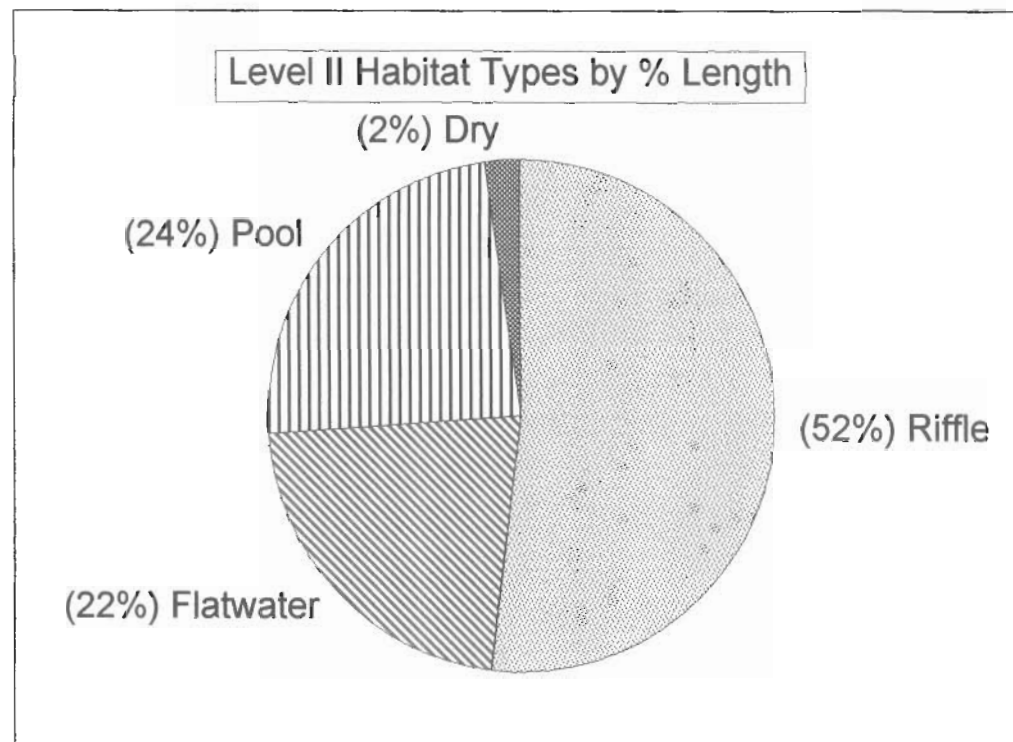 Level II Habitat Types by % Length
(2%) Dry
(24%) Pool
(52%) Riffle
(22%) Flatwater